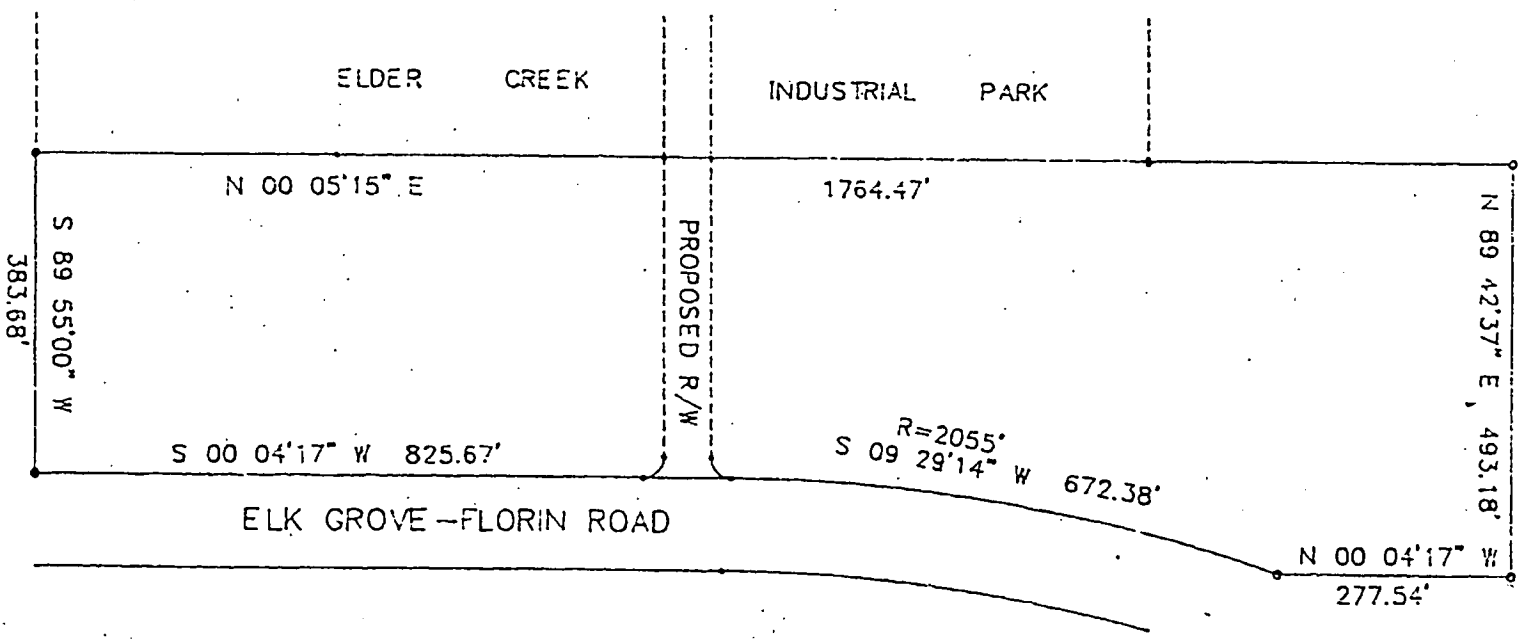 ELDER CREEK
INDUSTRIAL PARK
N 00 05'15" E
1764.47'
S 89 55'00" W
383.68'
PROPOSED R/W
N 89 42'37" E, 493.18'
R=2055'
S 09 29'14" W 672.38'
S 00 04'17" W 825.67'
ELK GROVE-FLORIN ROAD
N 00 04'17" W
277.54'